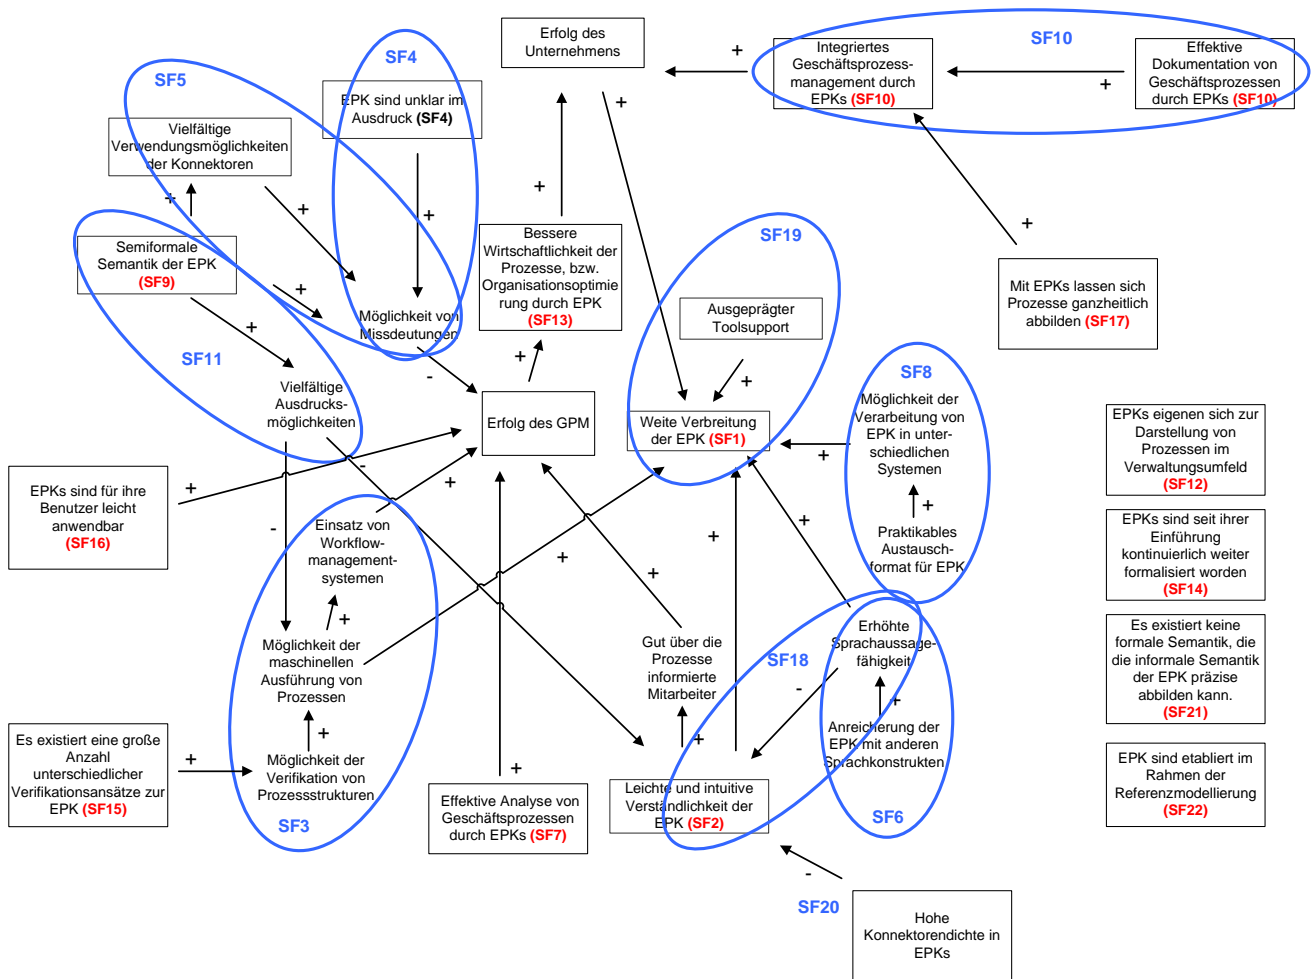 Erfolg des
Unternehmens
+
Integriertes
Geschäftsprozess-
management durch
EPKs (SF10)
SF10
+
Effektive
Dokumentation von
Geschäftsprozessen
durch EPKs (SF10)
SF5
SF4
EPK sind unklar im
Ausdruck (SF4)
+
Vielfältige
Verwendungsmöglichkeiten
der Konnektoren
+
+
+
+
+
Semiformale
Semantik der EPK
(SF9)
+
Bessere
Wirtschaftlichkeit der
Prozesse, bzw.
Organisationsoptimie
rung durch EPK
(SF13)
SF19
+
Mit EPKs lassen sich
Prozesse ganzheitlich
abbilden (SF17)
Ausgeprägter
Toolsupport
+
Möglichkeit von
Missdeutungen
+
-
+
SF11
Vielfältige
Ausdrucks-
möglichkeiten
Erfolg des GPM
Weite Verbreitung
der EPK (SF1)
+
SF8
Möglichkeit der
Verarbeitung von
EPK in unter-
schiedlichen
Systemen
+
Praktikables
Austausch-
format für EPK
EPKs eigenen sich zur
Darstellung von
Prozessen im
Verwaltungsumfeld
(SF12)
EPKs sind für ihre
Benutzer leicht
anwendbar
(SF16)
+
-
-
+
Einsatz von
Workflow-
management-
systemen
+
+
+
+
+
EPKs sind seit ihrer
Einführung
kontinuierlich weiter
formalisiert worden
(SF14)
Möglichkeit der
maschinellen
Ausführung von
Prozessen
+
Möglichkeit der
Verifikation von
Prozessstrukturen
SF3
Gut über die
Prozesse
informierte
Mitarbeiter
+
SF18
Erhöhte
Sprachaussage-
fähigkeit
-
+
Anreicherung der
EPK mit anderen
Sprachkonstrukten
SF6
Es existiert keine
formale Semantik, die
die informale Semantik
der EPK präzise
abbilden kann.
(SF21)
Es existiert eine große
Anzahl
unterschiedlicher
Verifikationsansätze zur
EPK (SF15)
+
+
Effektive Analyse von
Geschäftsprozessen
durch EPKs (SF7)
Leichte und intuitive
Verständlichkeit der
EPK (SF2)
EPK sind etabliert im
Rahmen der
Referenzmodellierung
(SF22)
-
SF20
Hohe
Konnektorendichte in
EPKs